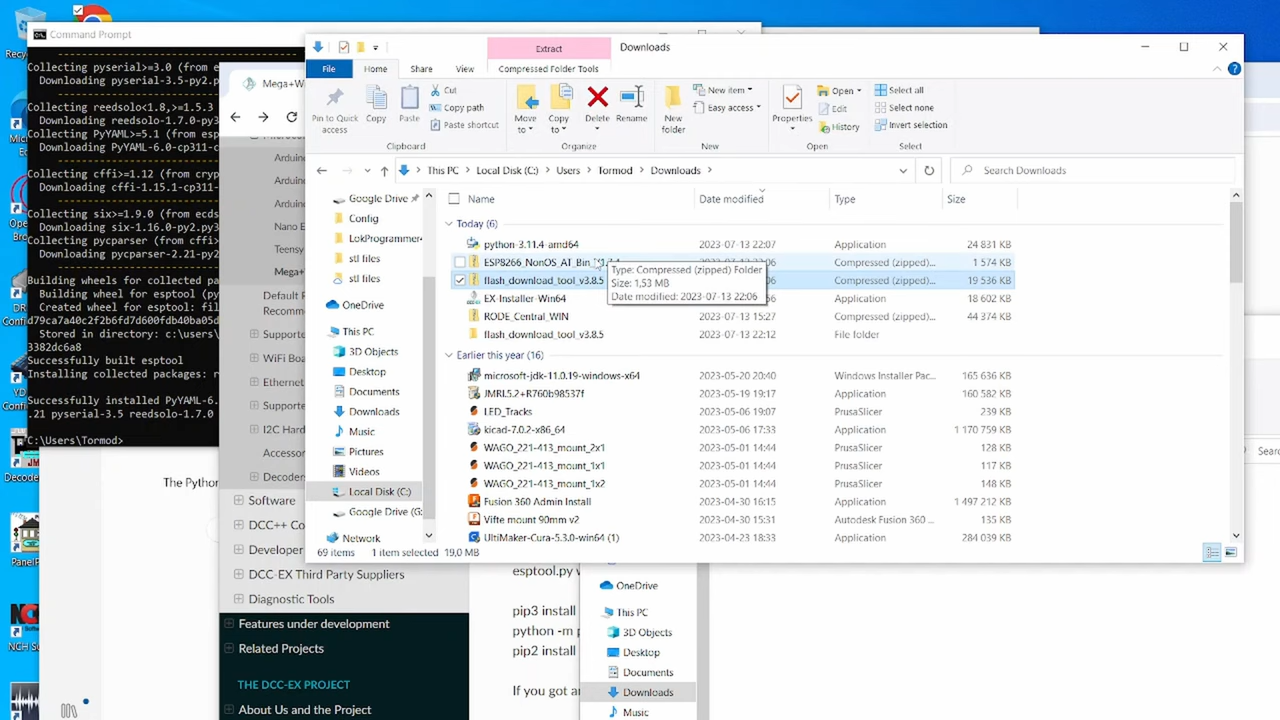 Recy
Command Prompt
Collecting pyserial>=3.0 (from e
Downloading pyserial-3.5-py2.p
Collecting reedsolo<1.8,>=1.5.3
Downloading reedsolo-1.7.0-py3
Collecting PyYAML>=5.1 (from esp
Downloading PyYAML-6.0-cp311-c
Collecting cffi>=1.12 (from cryp
Downloading cffi-1.15.1-cp311-
Collecting six>=1.9.0 (from ecds
Downloading six-1.16.0-py2.py3
Collecting pycparser (from cffi>
Downloading pycparser-2.21-py2
Building wheels for collected pa
Building wheel for esptool (py
Created wheel for esptool: fil
d79ca7a40c2f2b6fd7d600fd40ba05d
Stored in directory: c:\users\
3382dc6a8
Successfully built esptool
Installing collected packages: r
Successfully installed PyYAML-6.
.21 pyserial-3.5 reedsolo-1.7.0
C:\Users\Tormod>
Mega+Wi
Arduin
Arduin
Arduin
Nano E
Teensy
Mega+
Default P
Recomme
Supporte
WiFi Boa
Ethernet
Supporte
I2C Hard
Accessor
Decoders
Software
DCC++ Co
Developer
DCC-EX Third Party Suppliers
Diagnostic Tools
Features under development
Related Projects
THE DCC-EX PROJECT
About Us and the Project
Extract
Downloads
File
Home
Share
View
Compressed Folder Tools
Pin to Quick access
Copy
Paste
Cut
Copy path
Paste shortcut
Clipboard
Move to
Copy to
Delete
Rename
Organize
New folder
New item
Easy access
New
Properties
Open
Edit
History
Open
Select all
Select none
Invert selection
Select
This PC > Local Disk (C:) > Users > Tormod > Downloads >
Search Downloads
Google Drive
Config
LokProgrammer
stl files
stl files
OneDrive
This PC
3D Objects
Desktop
Documents
Downloads
Music
Pictures
Videos
Local Disk (C:)
Google Drive (G:
Network
Name Date modified Type Size
Today (6)
python-3.11.4-amd64 2023-07-13 22:07 Application 24 831 KB
ESP8266_NonOS_AT_Bin Compressed (zipped)... 1 574 KB
flash_download_tool_v3.8.5 Compressed (zipped)... 19 536 KB
EX-Installer-Win64 Application 18 602 KB
RODE_Central_WIN 2023-07-13 15:27 Compressed (zipped)... 44 374 KB
flash_download_tool_v3.8.5 2023-07-13 22:12 File folder
Type: Compressed (zipped) Folder
Size: 1,53 MB
Date modified: 2023-07-13 22:06
Earlier this year (16)
microsoft-jdk-11.0.19-windows-x64 2023-05-20 20:40 Windows Installer Pac... 165 636 KB
JMRI.5.2+R760b98537f 2023-05-19 19:17 Application 160 582 KB
LED_Tracks 2023-05-06 19:07 PrusaSlicer 239 KB
kicad-7.0.2-x86_64 2023-05-06 17:33 Application 1 170 759 KB
WAGO_221-413_mount_2x1 2023-05-01 14:44 PrusaSlicer 128 KB
WAGO_221-413_mount_1x1 2023-05-01 14:44 PrusaSlicer 117 KB
WAGO_221-413_mount_1x2 2023-05-01 14:44 PrusaSlicer 148 KB
Fusion 360 Admin Install 2023-04-30 16:15 Application 1 497 212 KB
Vifte mount 90mm v2 2023-04-30 15:31 Autodesk Fusion 360 ... 135 KB
UltiMaker-Cura-5.3.0-win64 (1) 2023-04-23 18:33 Application 284 039 KB
69 items 1 item selected 19,0 MB
The Python
esptool.py w
pip3 install
python -m p
pip2 install
If you got an
OneDrive
This PC
3D Objects
Desktop
Documents
Downloads
Music
Searc
Decode
PanelP
NCH Su